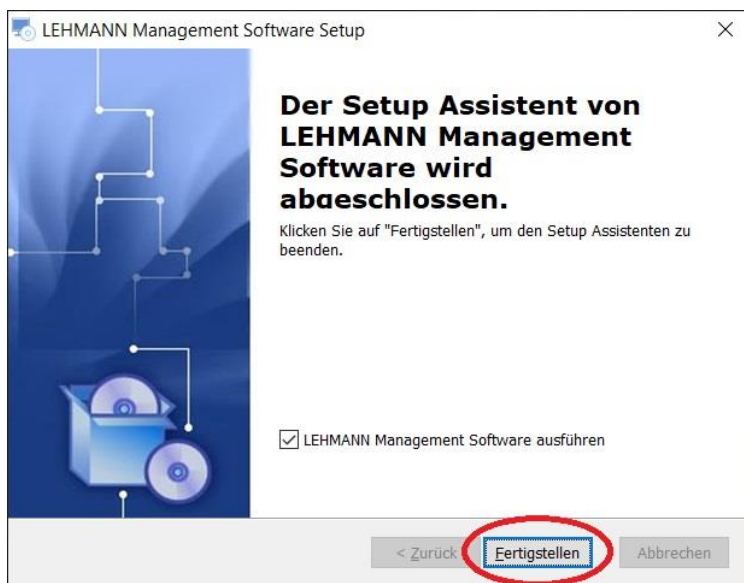 LEHMANN Management Software Setup
Der Setup Assistent von
LEHMANN Management
Software wird
abgeschlossen.
Klicken Sie auf "Fertigstellen", um den Setup Assistenten zu
beenden.
LEHMANN Management Software ausführen
< Zurück
Fertigstellen
Abbrechen